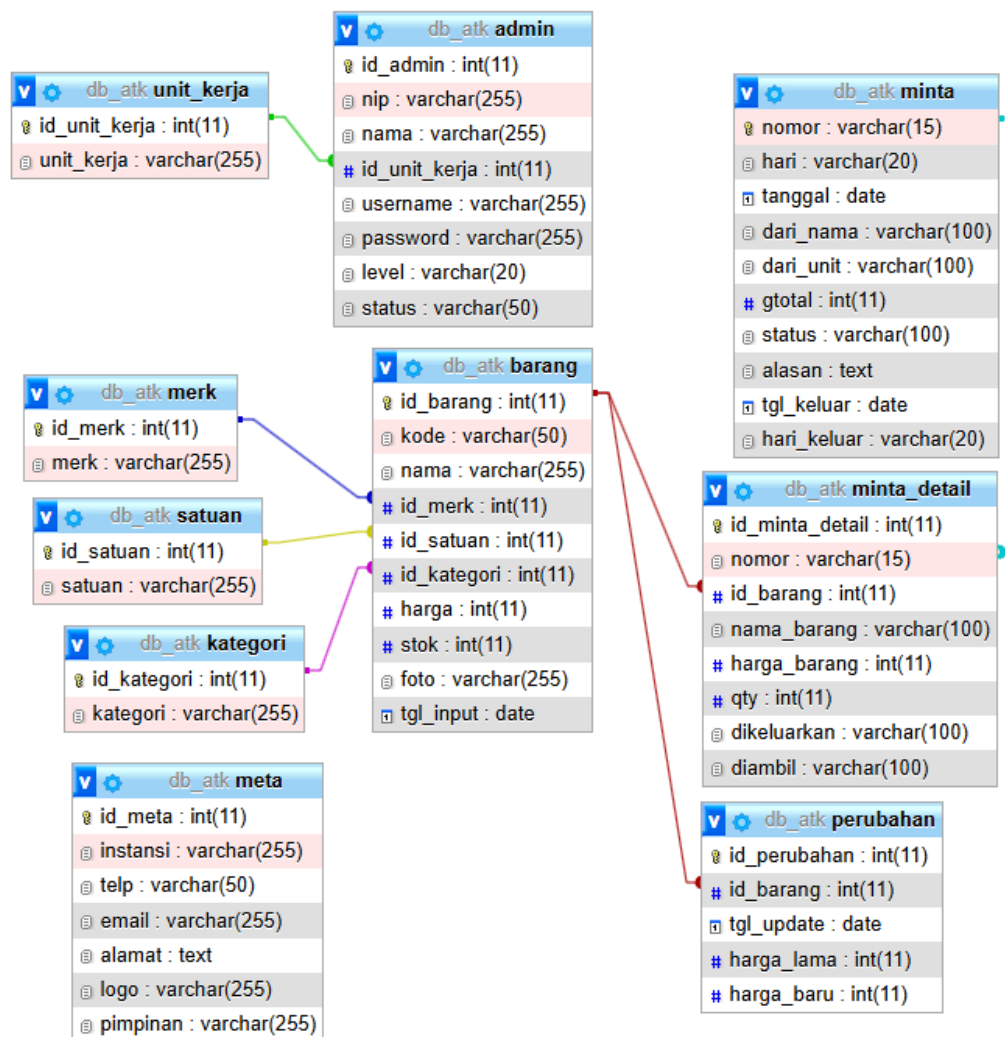 db_atk unit_kerja
id_unit_kerja : int(11)
unit_kerja : varchar(255)
db_atk admin
id_admin : int(11)
nip : varchar(255)
nama : varchar(255)
id_unit_kerja : int(11)
username : varchar(255)
password : varchar(255)
level : varchar(20)
status : varchar(50)
db_atk minta
nomor : varchar(15)
hari : varchar(20)
tanggal : date
dari_nama : varchar(100)
dari_unit : varchar(100)
gtotal : int(11)
status : varchar(100)
alasan : text
tgl_keluar : date
hari_keluar : varchar(20)
db_atk merk
id_merk : int(11)
merk : varchar(255)
db_atk satuan
id_satuan : int(11)
satuan : varchar(255)
db_atk kategori
id_kategori : int(11)
kategori : varchar(255)
db_atk barang
id_barang : int(11)
kode : varchar(50)
nama : varchar(255)
id_merk : int(11)
id_satuan : int(11)
id_kategori : int(11)
harga : int(11)
stok : int(11)
foto : varchar(255)
tgl_input : date
db_atk minta_detail
id_minta_detail : int(11)
nomor : varchar(15)
id_barang : int(11)
nama_barang : varchar(100)
harga_barang : int(11)
qty : int(11)
dikeluarkan : varchar(100)
diambil : varchar(100)
db_atk meta
id_meta : int(11)
instansi : varchar(255)
telp : varchar(50)
email : varchar(255)
alamat : text
logo : varchar(255)
pimpinan : varchar(255)
db_atk perubahan
id_perubahan : int(11)
id_barang : int(11)
tgl_update : date
harga_lama : int(11)
harga_baru : int(11)